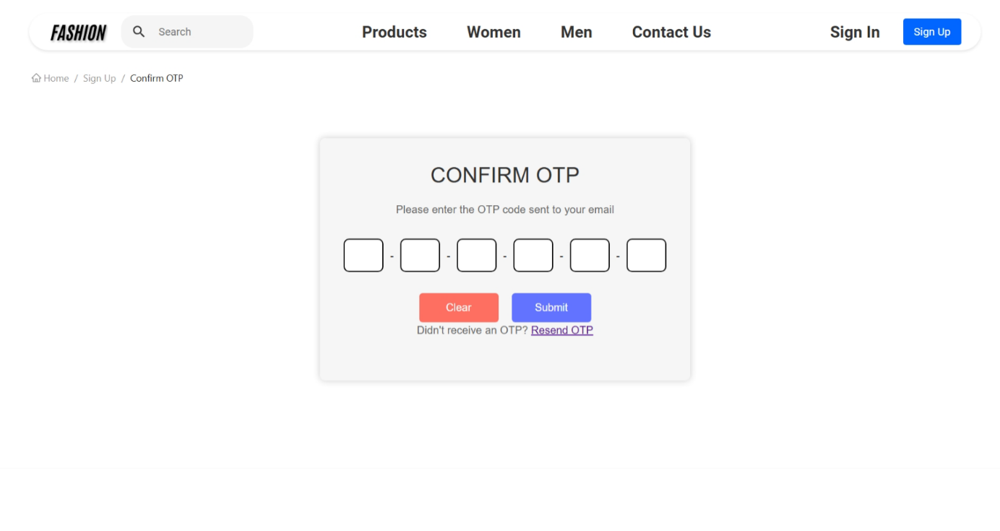 FASHION Search Products Women Men Contact Us Sign In Sign Up
Home / Sign Up / Confirm OTP
CONFIRM OTP
Please enter the OTP code sent to your email
- - - - -
Clear Submit
Didn't receive an OTP? Resend OTP